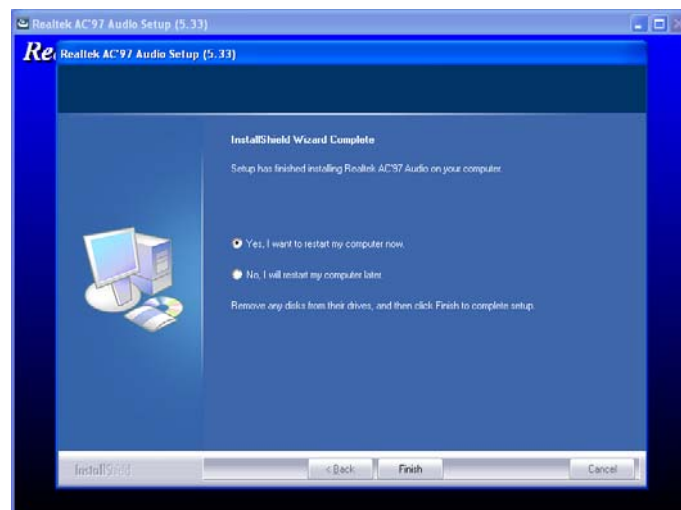 Realtek AC'97 Audio Setup (5.33)
Re
Realtek AC'97 Audio Setup (5.33)
InstallShield Wizard Complete
Setup has finished installing Realtek AC'97 Audio on your computer.
Yes, I want to restart my computer now.
No, I will restart my computer later.
Remove any disks from their drives, and then click Finish to complete setup.
InstallShield
< Back
Finish
Cancel